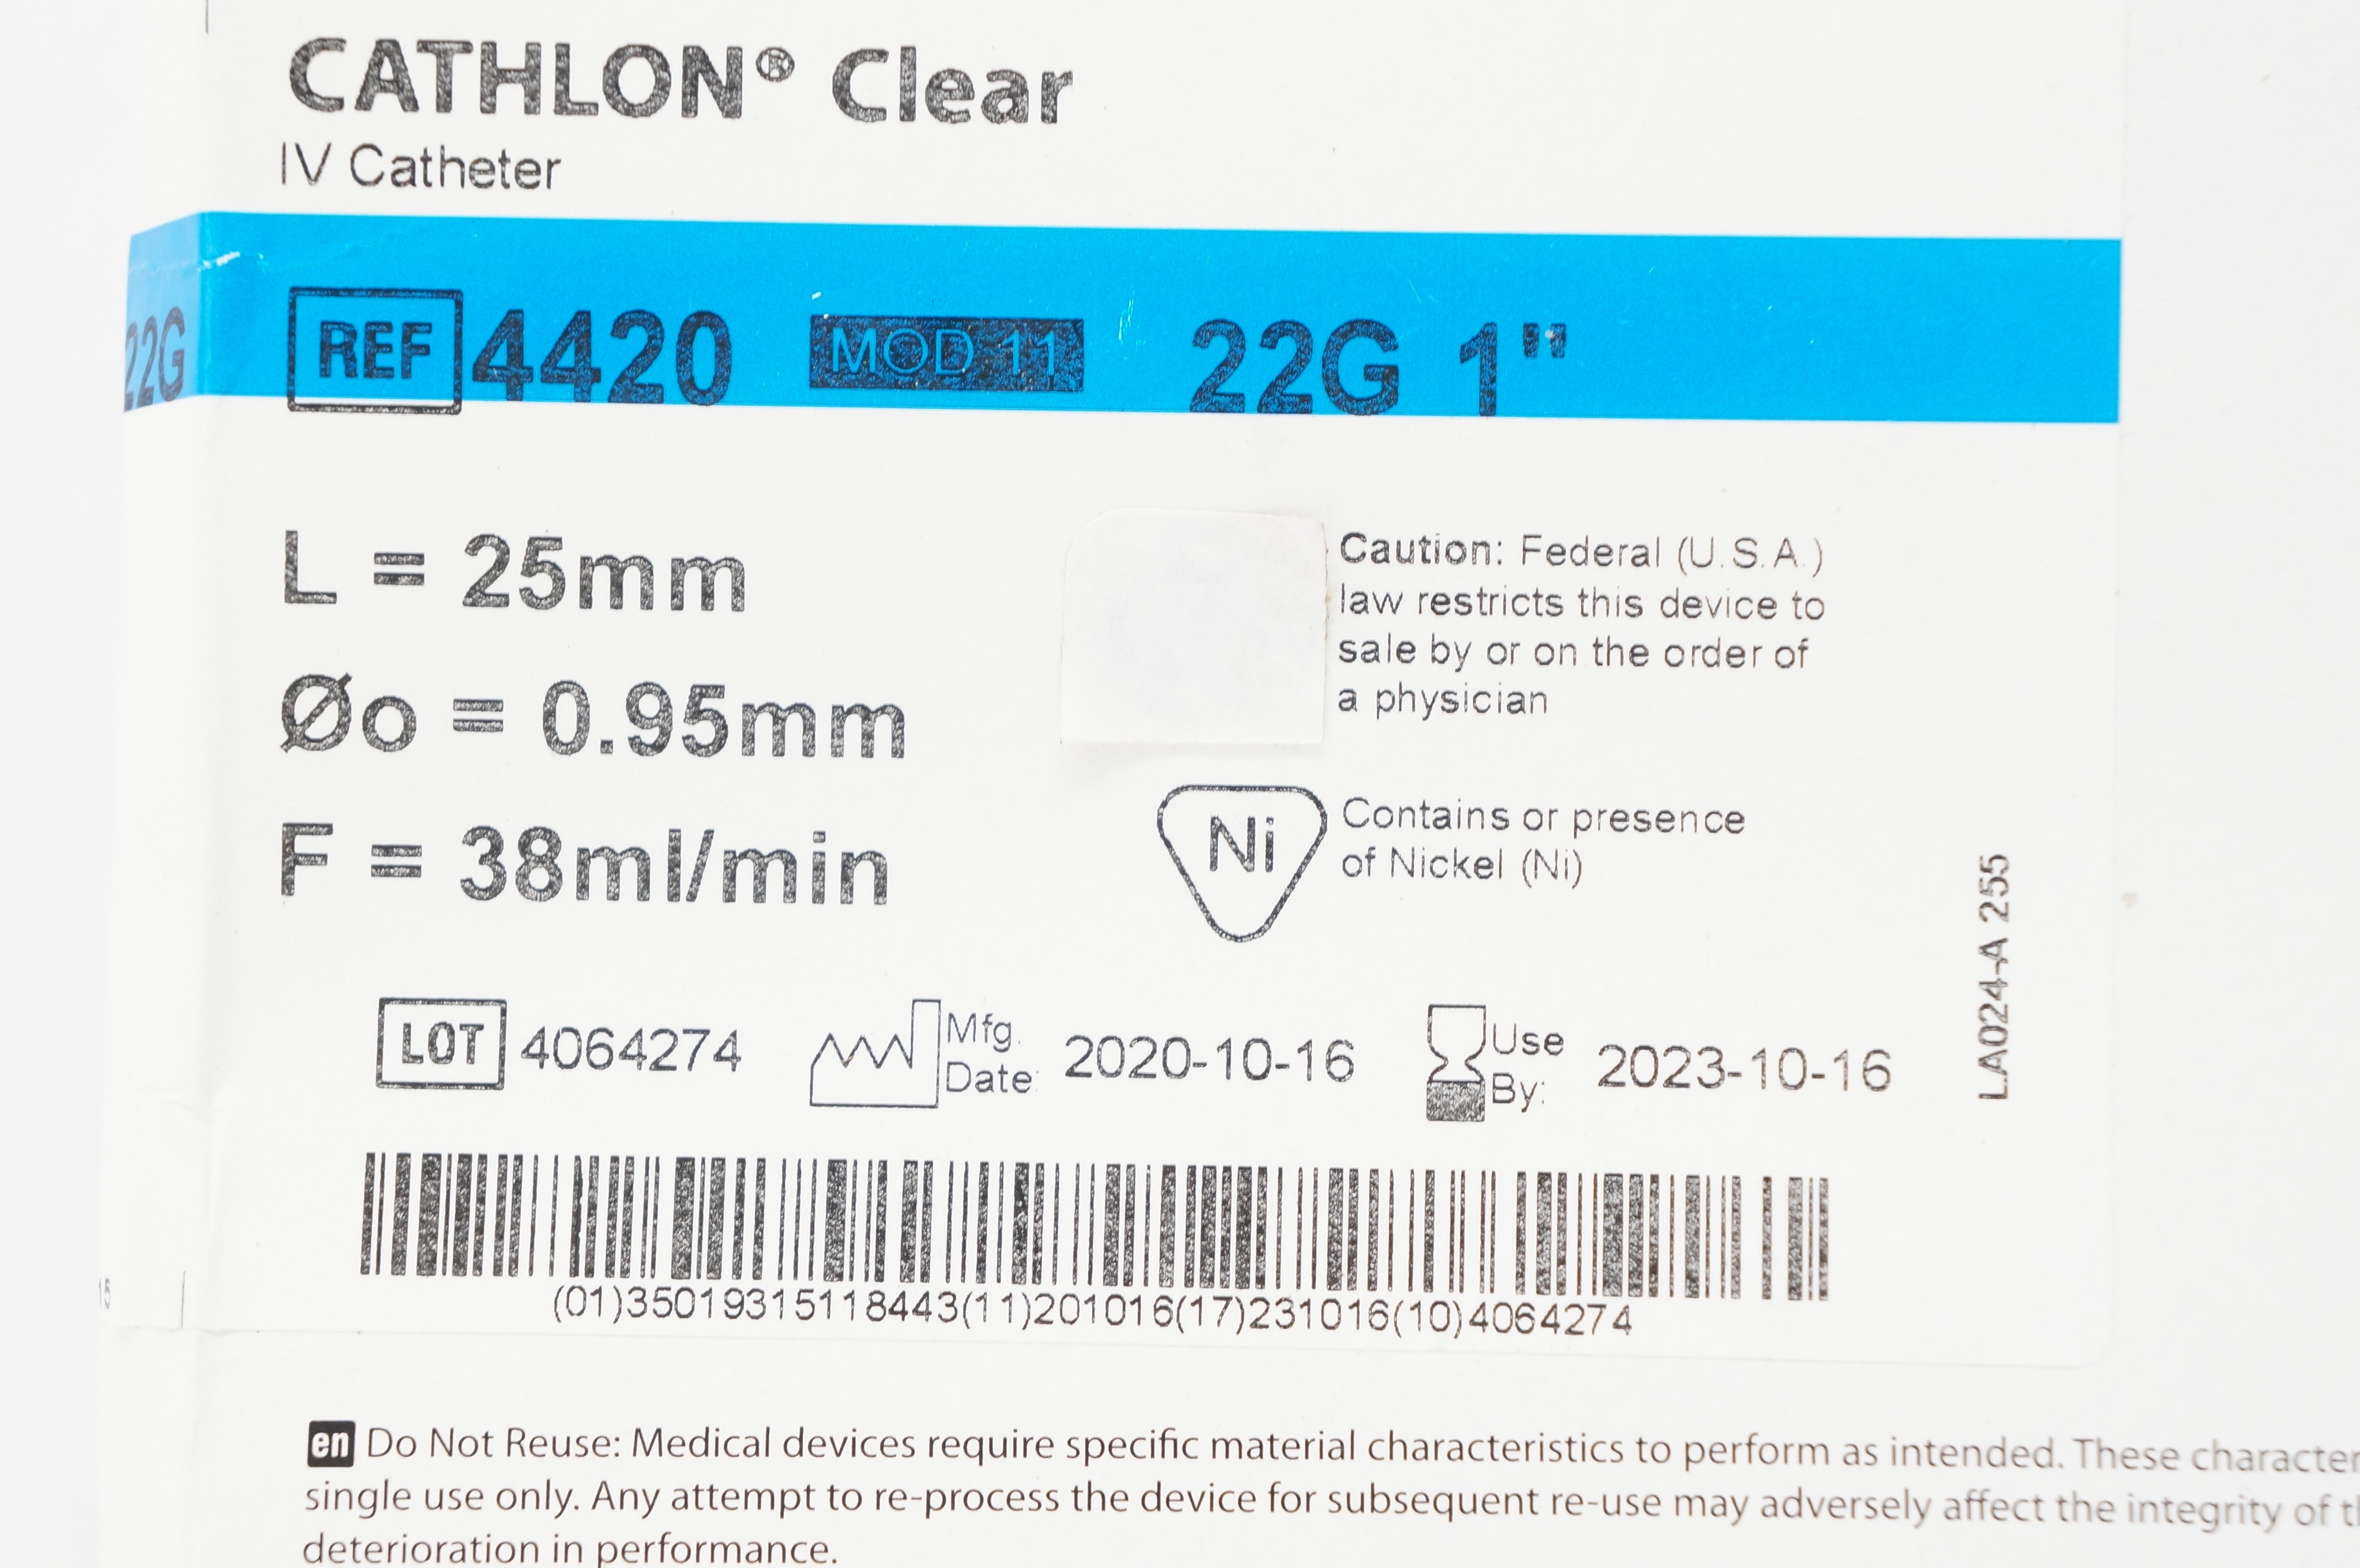 CATHLON® Clear
IV Catheter
22G
REF 4420 MOD 11 22G 1"
L = 25mm
Øo = 0.95mm
F = 38ml/min
Caution: Federal (U.S.A.)
law restricts this device to
sale by or on the order of
a physician
Ni
Contains or presence
of Nickel (Ni)
LA024-A 255
LOT 4064274
Mfg.
Date: 2020-10-16
Use
By: 2023-10-16
(01)35019315118443(11)201016(17)231016(10)4064274
en Do Not Reuse: Medical devices require specific material characteristics to perform as intended. These character
single use only. Any attempt to re-process the device for subsequent re-use may adversely affect the integrity of
deterioration in performance.